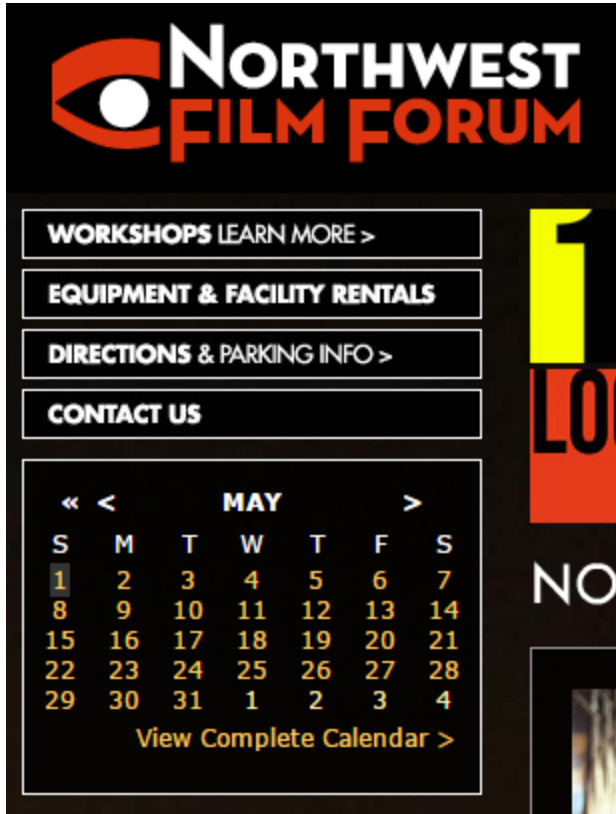 NORTHWEST
FILM FORUM
WORKSHOPS LEARN MORE >
EQUIPMENT & FACILITY RENTALS
DIRECTIONS & PARKING INFO >
CONTACT US
« < MAY >
S M T W T F S
1 2 3 4 5 6 7
8 9 10 11 12 13 14
15 16 17 18 19 20 21
22 23 24 25 26 27 28
29 30 31 1 2 3 4
View Complete Calendar >
1
LO
NO